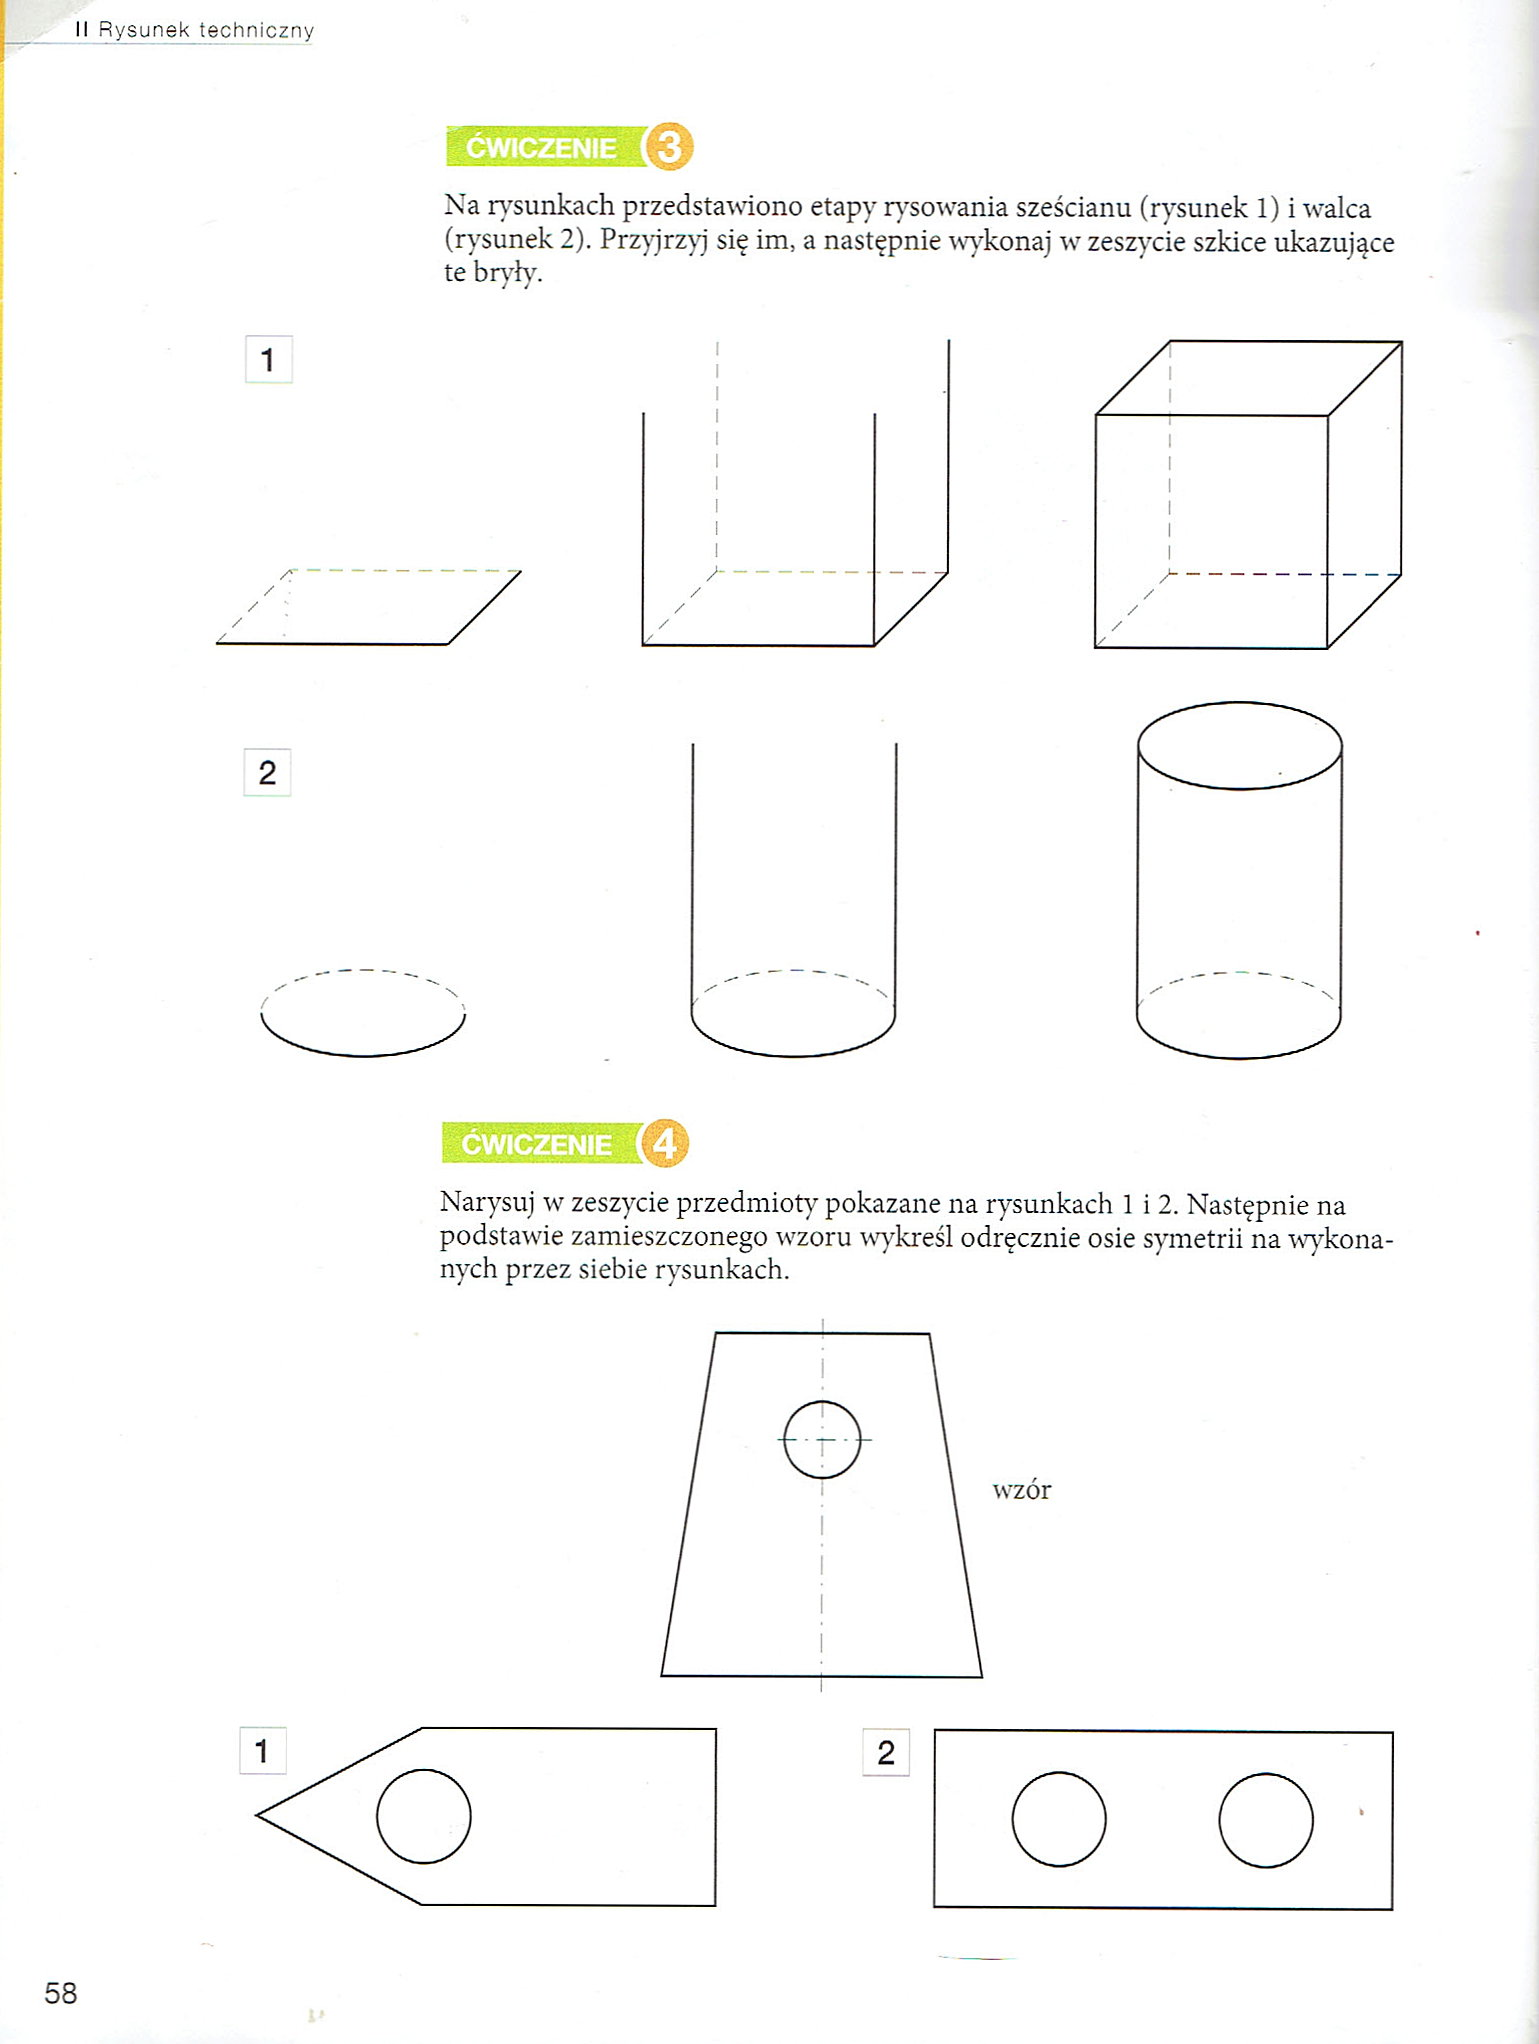 II Rysunek techniczny
ĆWICZENIE 3
Na rysunkach przedstawiono etapy rysowania sześcianu (rysunek 1) i walca
(rysunek 2). Przyjrzyj się im, a następnie wykonaj w zeszycie szkice ukazujące
te bryły.
1
2
ĆWICZENIE 4
Narysuj w zeszycie przedmioty pokazane na rysunkach 1 i 2. Następnie na
podstawie zamieszczonego wzoru wykreśl odręcznie osie symetrii na wykona-
nych przez siebie rysunkach.
wzór
1
2
58